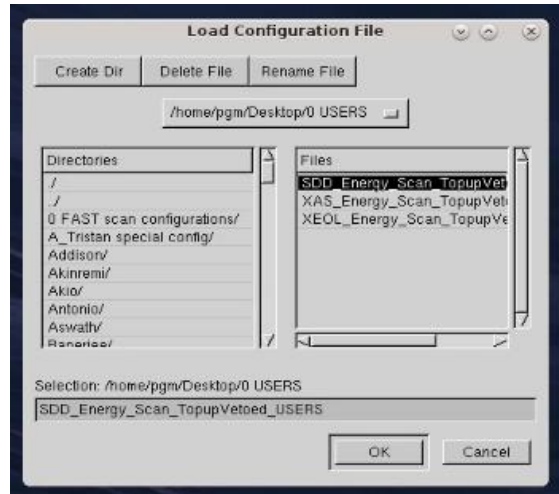 Load Configuration File
Create Dir Delete File Rename File
/home/pgm/Desktop/0 USERS
Directories
/
./
0 FAST scan configurations/
A_Tristan special config/
Addison/
Akinremi/
Akio/
Antonio/
Aswath/
Banerjee/
Files
SDD_Energy_Scan_TopupVet
XAS_Energy_Scan_TopupVet
XEOL_Energy_Scan_TopupVe
Selection: /home/pgm/Desktop/0 USERS
SDD_Energy_Scan_TopupVetoed_USERS
OK Cancel